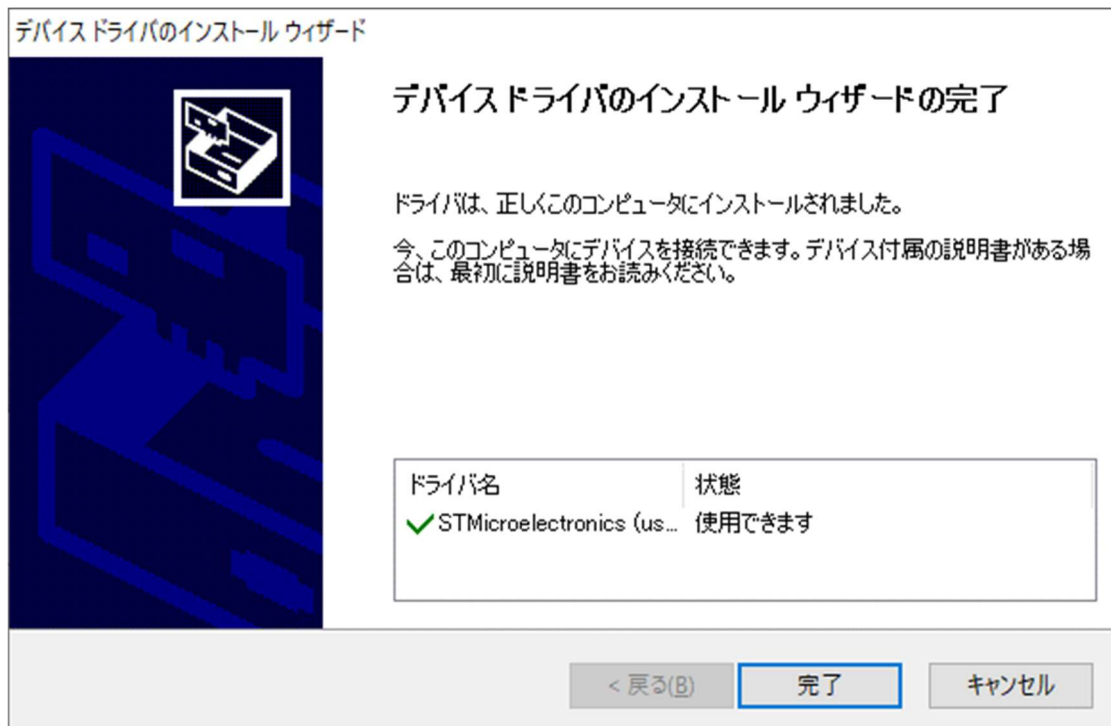 デバイス ドライバのインストール ウィザード
デバイス ドライバのインストール ウィザードの完了
ドライバは、正しくこのコンピュータにインストールされました。
今、このコンピュータにデバイスを接続できます。デバイス付属の説明書がある場
合は、最初に説明書をお読みください。
ドライバ名 状態
STMicroelectronics (us... 使用できます
< 戻る(B) 完了 キャンセル